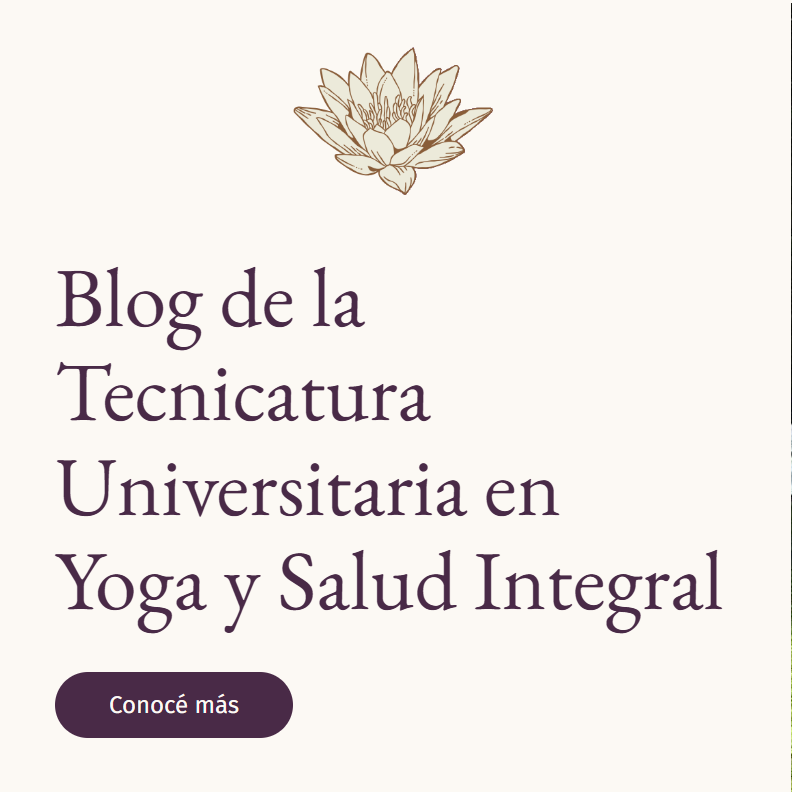 Blog de la
Tecnicatura
Universitaria en
Yoga y Salud Integral
Conocé más